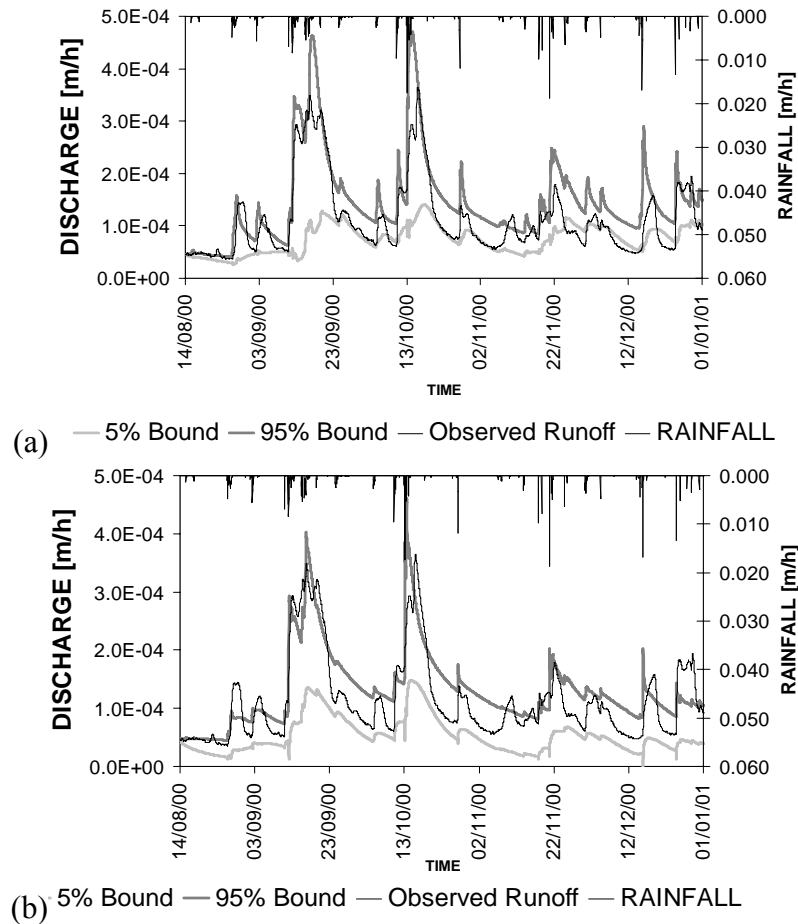 5.0E-04
4.0E-04
3.0E-04
2.0E-04
1.0E-04
0.0E+00
DISCHARGE [m/h]
0.000
0.010
0.020
0.030
0.040
0.050
0.060
RAINFALL [m/h]
14/08/00
03/09/00
23/09/00
13/10/00
02/11/00
22/11/00
12/12/00
01/01/01
TIME
(a) 5% Bound 95% Bound Observed Runoff RAINFALL
5.0E-04
4.0E-04
3.0E-04
2.0E-04
1.0E-04
0.0E+00
DISCHARGE [m/h]
0.000
0.010
0.020
0.030
0.040
0.050
0.060
RAINFALL [m/h]
14/08/00
03/09/00
23/09/00
13/10/00
02/11/00
22/11/00
12/12/00
01/01/01
TIME
(b) 5% Bound 95% Bound Observed Runoff RAINFALL